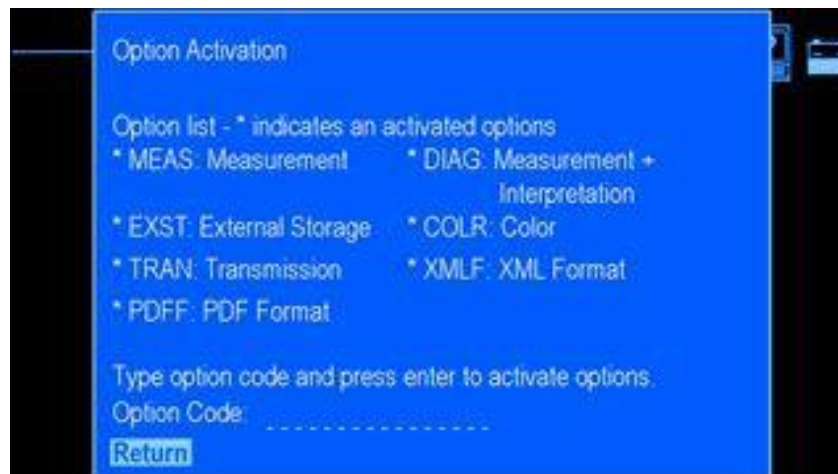 Option Activation
Option list - * indicates an activated options
* MEAS: Measurement * DIAG: Measurement +
Interpretation
* EXST: External Storage * COLR: Color
* TRAN: Transmission * XMLF: XML Format
* PDFF: PDF Format
Type option code and press enter to activate options.
Option Code:
Return